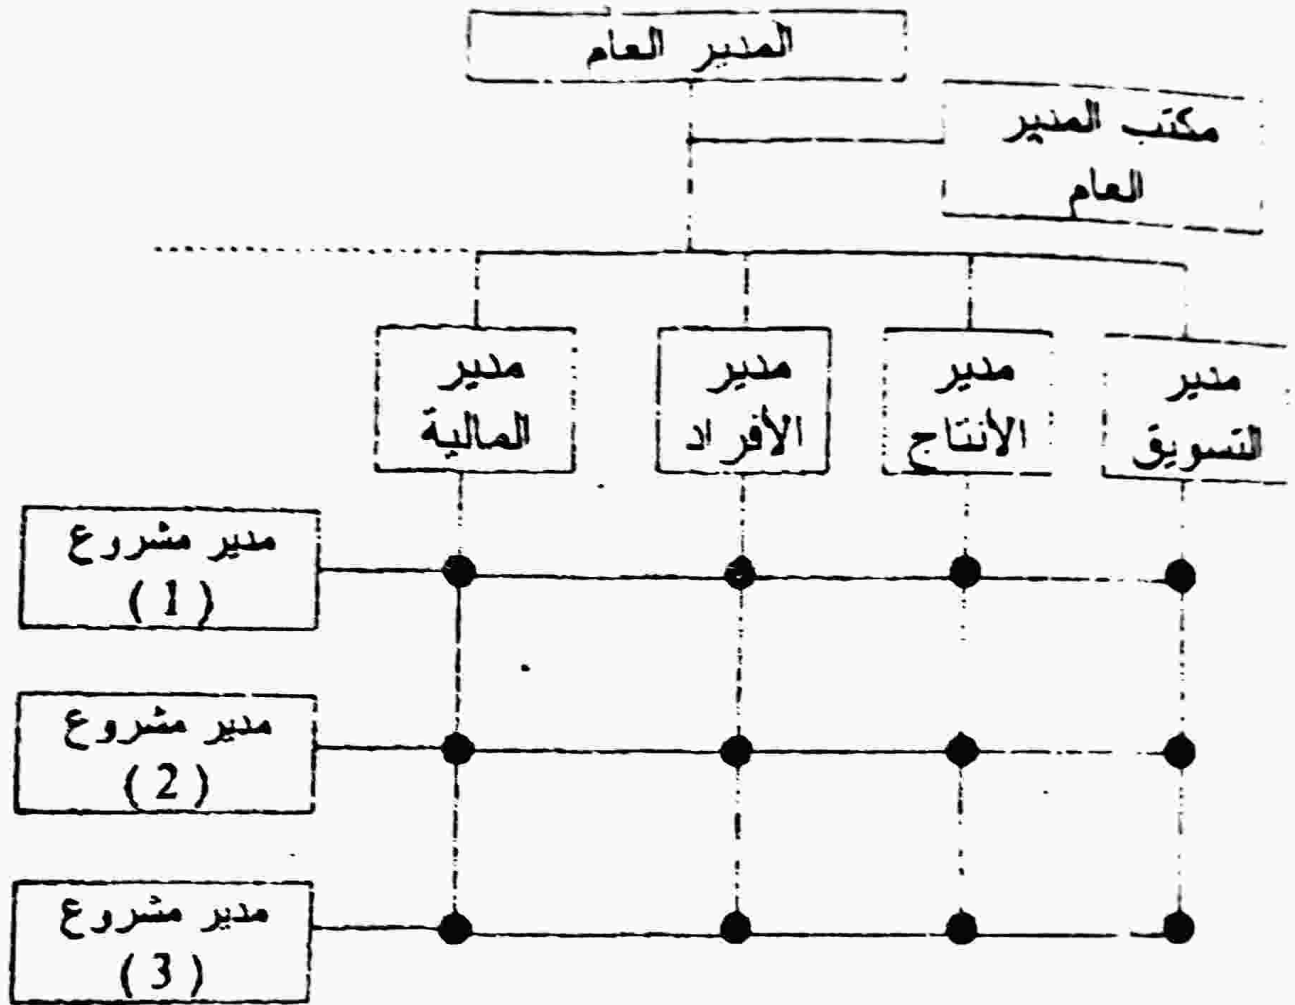 المدير العام
مكتب المدير
العام
مدير
التسويق
مدير
الأنتاج
مدير
الأفراد
مدير
المالية
مدير مشروع
( 1 )
مدير مشروع
( 2 )
مدير مشروع
( 3 )